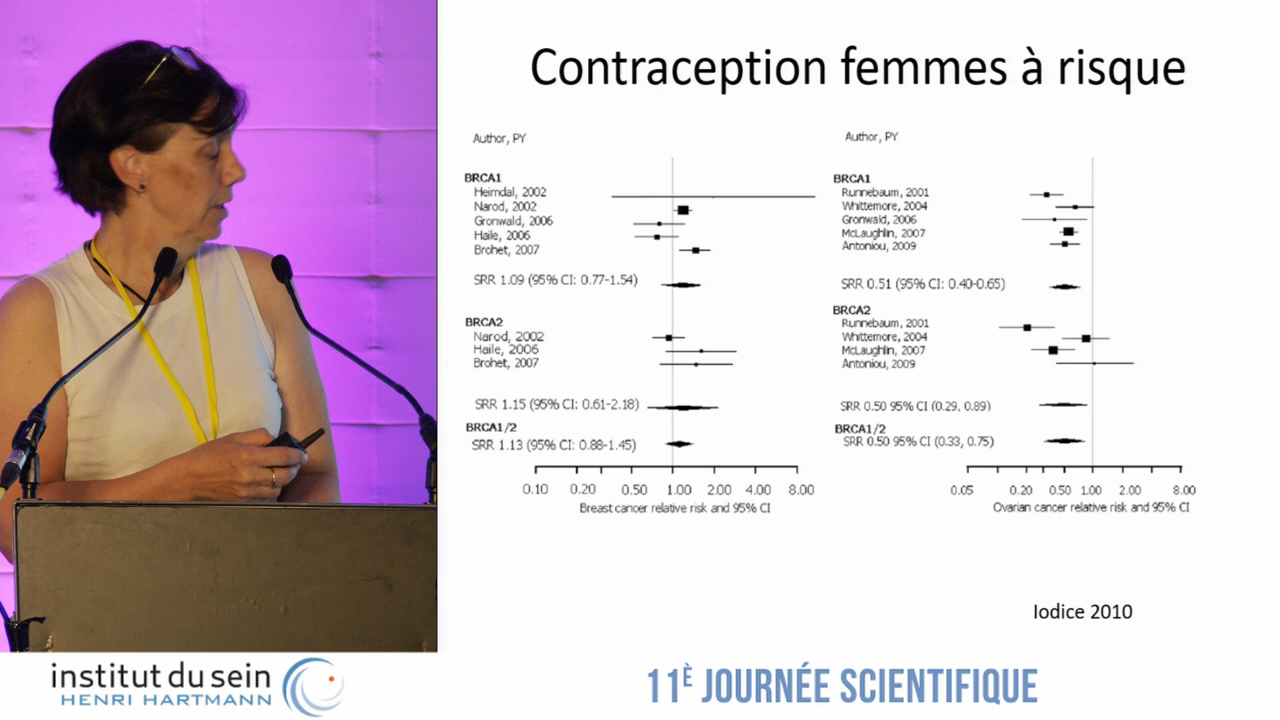 Contraception femmes à risque
Author, PY
BRCA1
Heimdal, 2002
Narod, 2002
Gronwald, 2006
Haile, 2006
Brohet, 2007
SRR 1.09 (95% CI: 0.77-1.54)
BRCA2
Narod, 2002
Haile, 2006
Brohet, 2007
SRR 1.15 (95% CI: 0.61-2.18)
BRCA1/2
SRR 1.13 (95% CI: 0.88-1.45)
0.10 0.20 0.50 1.00 2.00 4.00 8.00
Breast cancer relative risk and 95% CI
Author, PY
BRCA1
Runnebaum, 2001
Whittemore, 2004
Gronwald, 2006
McLaughlin, 2007
Antoniou, 2009
SRR 0.51 (95% CI: 0.40-0.65)
BRCA2
Runnebaum, 2001
Whittemore, 2004
McLaughlin, 2007
Antoniou, 2009
SRR 0.50 95% CI (0.29, 0.89)
BRCA1/2
SRR 0.50 95% CI (0.33, 0.75)
0.05 0.20 0.50 1.00 2.00 8.00
Ovarian cancer relative risk and 95% CI
Iodice 2010
institut du sein
HENRI HARTMANN
11È JOURNÉE SCIENTIFIQUE